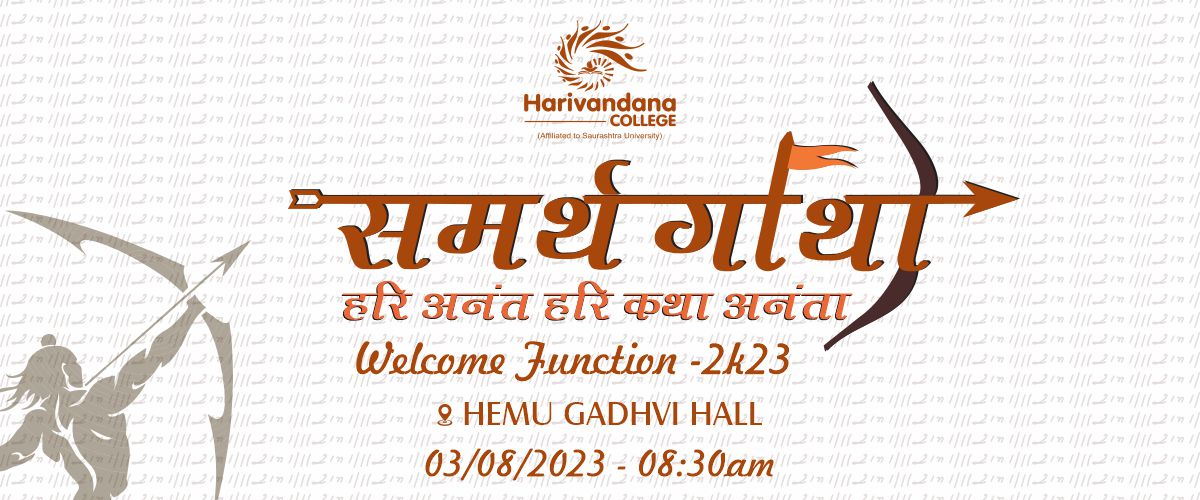 Harivandana
COLLEGE
(Affiliated to Saurashtra University)
समर्थ गाथा
हरि अनंत हरि कथा अनंता
Welcome Function -2k23
HEMU GADHVI HALL
03/08/2023 - 08:30am